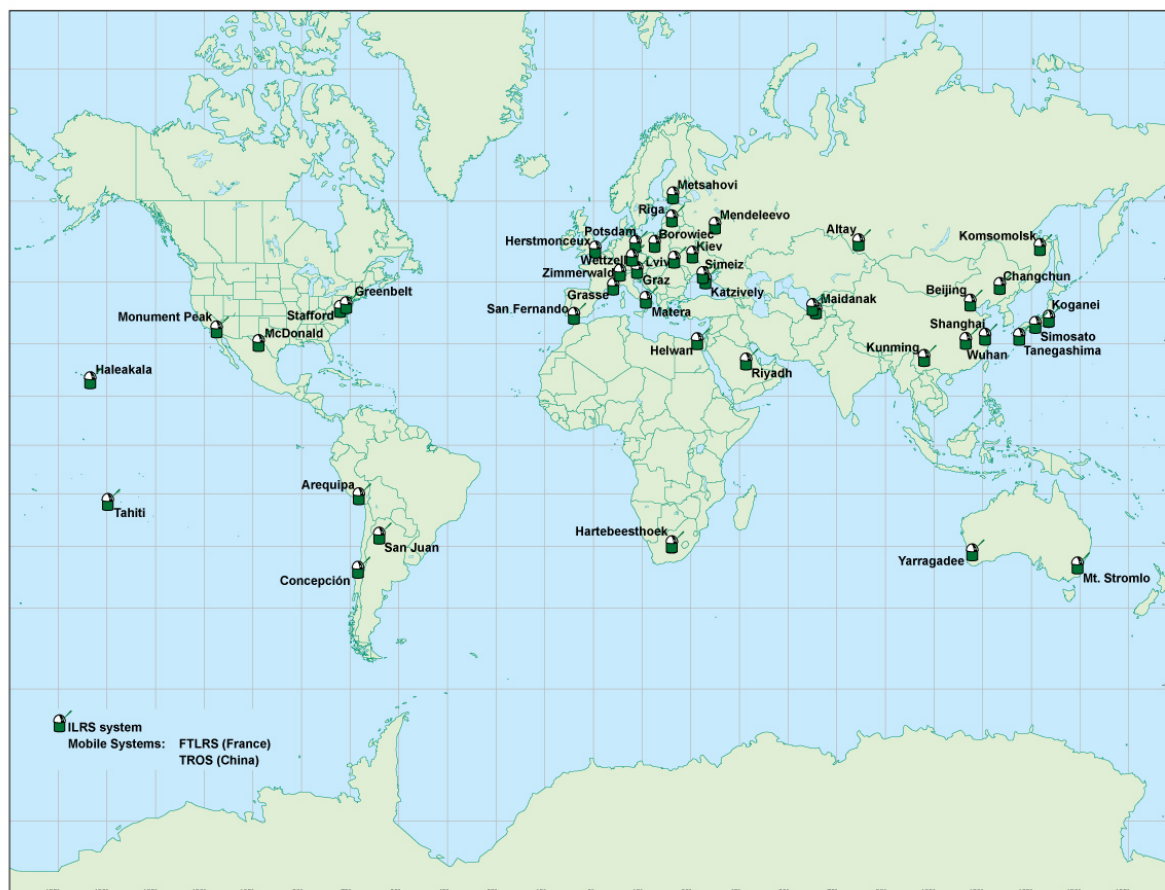 Metsahovi
Riga
Mendeleevo
Potsdam
Borowiec
Altay
Komsomolsk
Herstmonceux
Kiev
Wettzell
Lviv
Simeiz
Zimmerwald
Graz
Changchun
Greenbelt
Grasse
Katzively
Beijing
Maidanak
San Fernando
Matera
Koganei
Monument Peak
Stafford
McDonald
Shanghai
Simosato
Helwan
Kunming
Wuhan
Tanegashima
Haleakala
Riyadh
Arequipa
Tahiti
Hartebeesthoek
San Juan
Yarragadee
Concepción
Mt. Stromlo
ILRS system
Mobile Systems: FTLRS (France)
TROS (China)